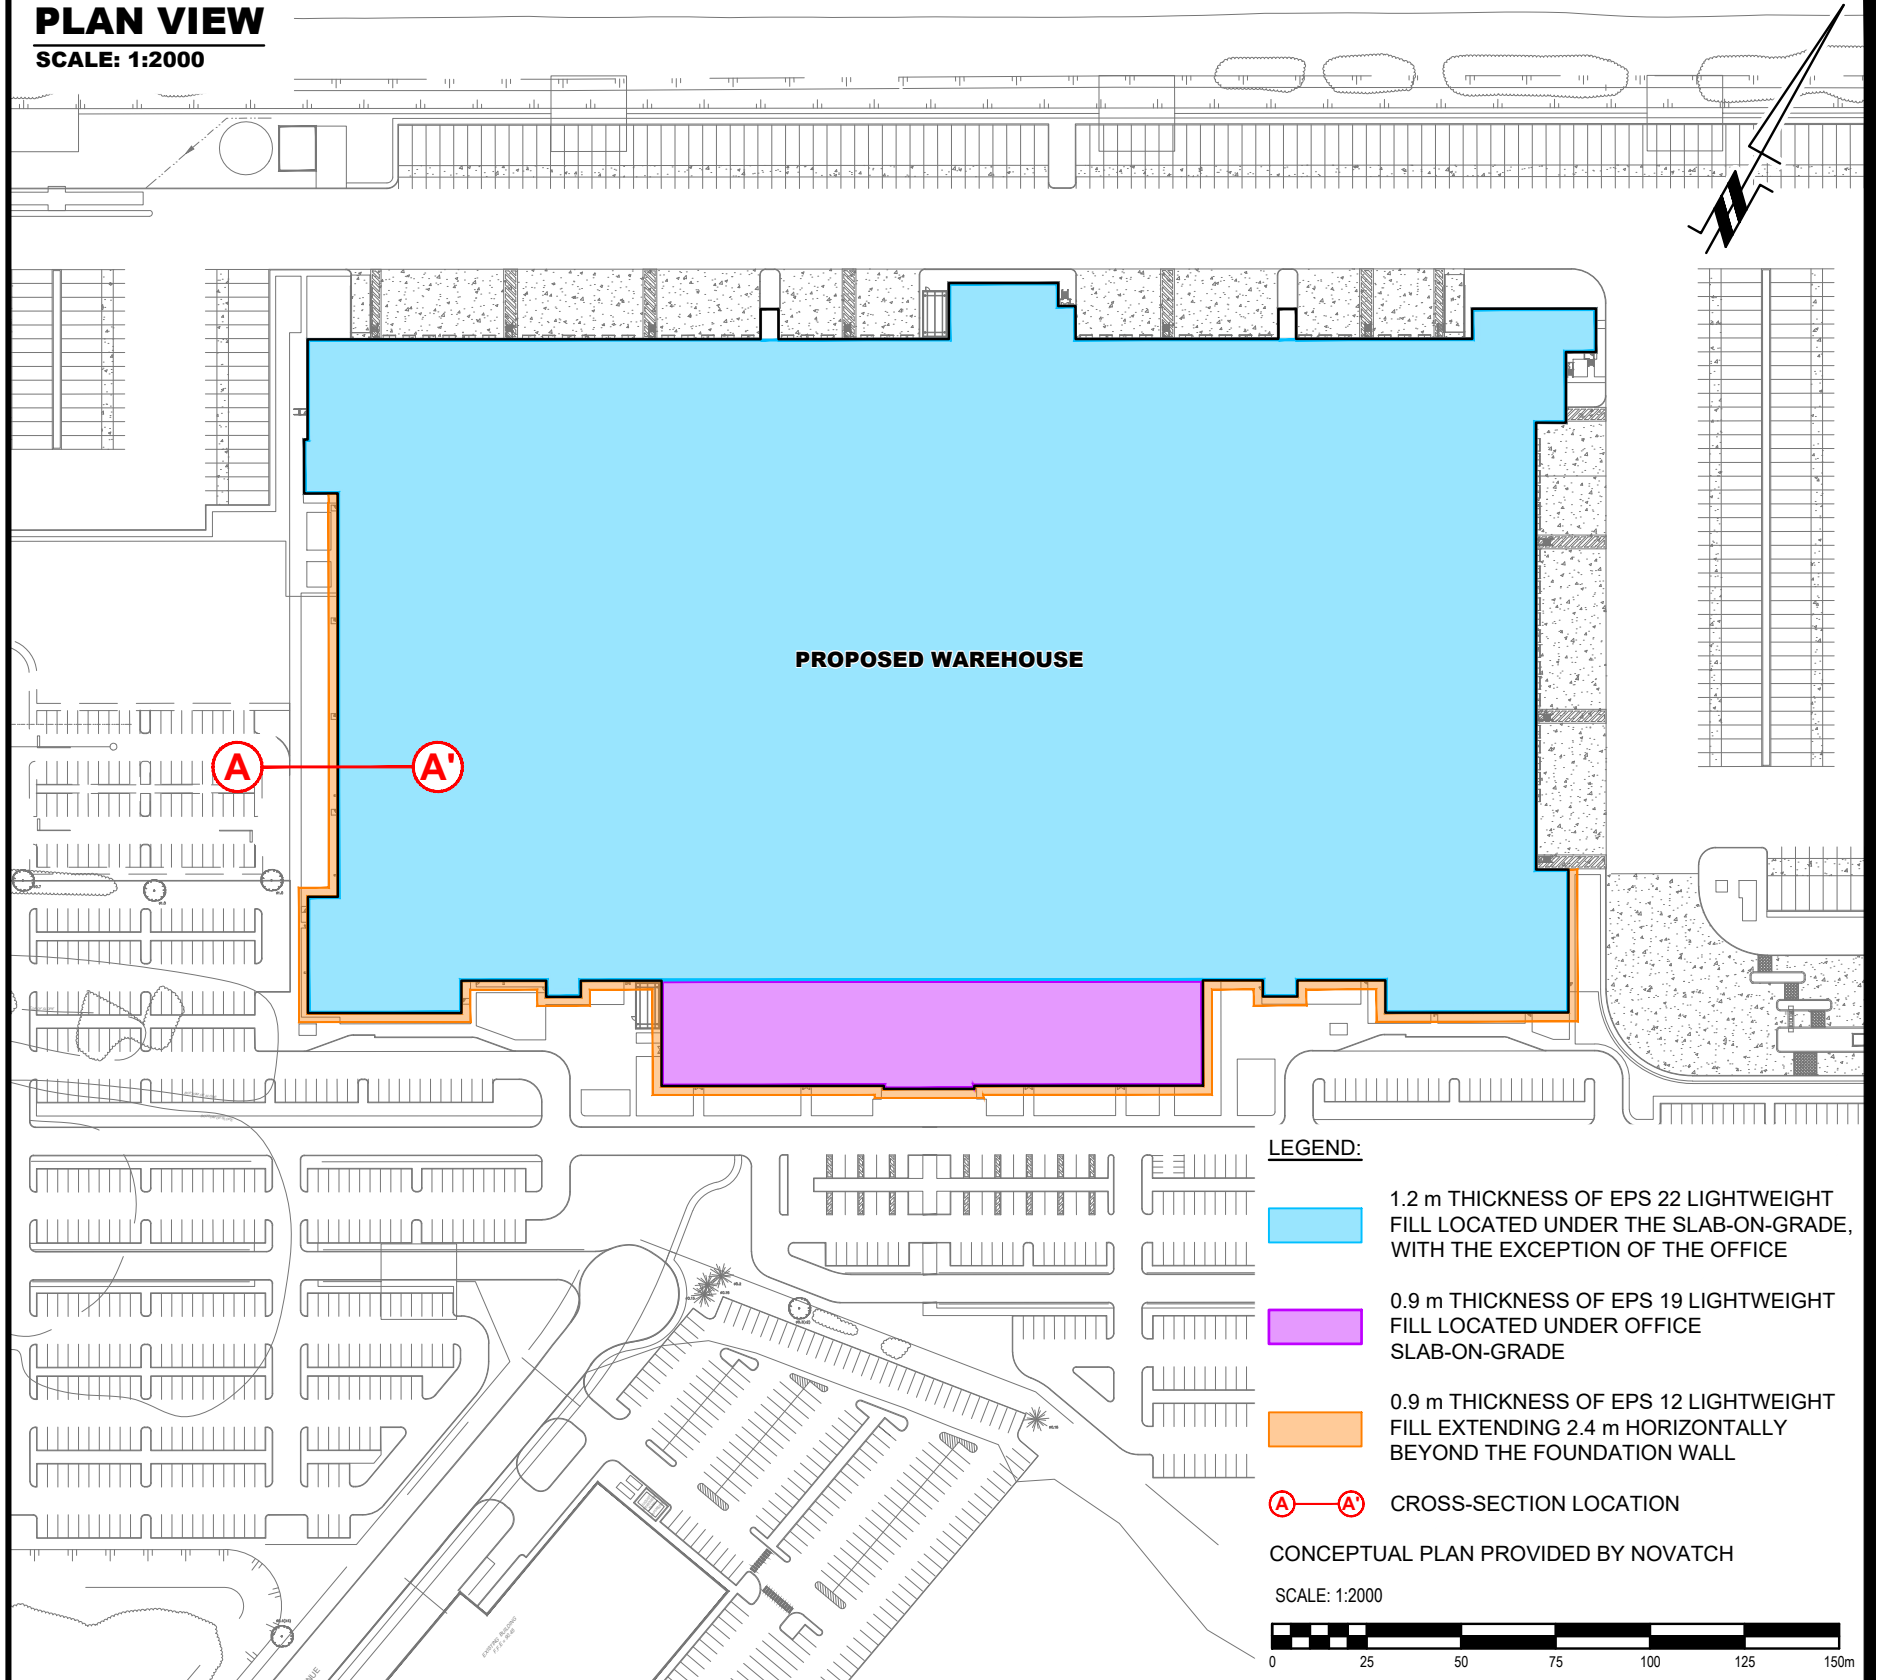 PLAN VIEW
SCALE: 1:2000
PROPOSED WAREHOUSE
A
A'
LEGEND:
1.2 m THICKNESS OF EPS 22 LIGHTWEIGHT
FILL LOCATED UNDER THE SLAB-ON-GRADE,
WITH THE EXCEPTION OF THE OFFICE
0.9 m THICKNESS OF EPS 19 LIGHTWEIGHT
FILL LOCATED UNDER OFFICE
SLAB-ON-GRADE
0.9 m THICKNESS OF EPS 12 LIGHTWEIGHT
FILL EXTENDING 2.4 m HORIZONTALLY
BEYOND THE FOUNDATION WALL
A A' CROSS-SECTION LOCATION
CONCEPTUAL PLAN PROVIDED BY NOVATCH
SCALE: 1:2000
0 25 50 75 100 125 150m
EXISTING BUILDING